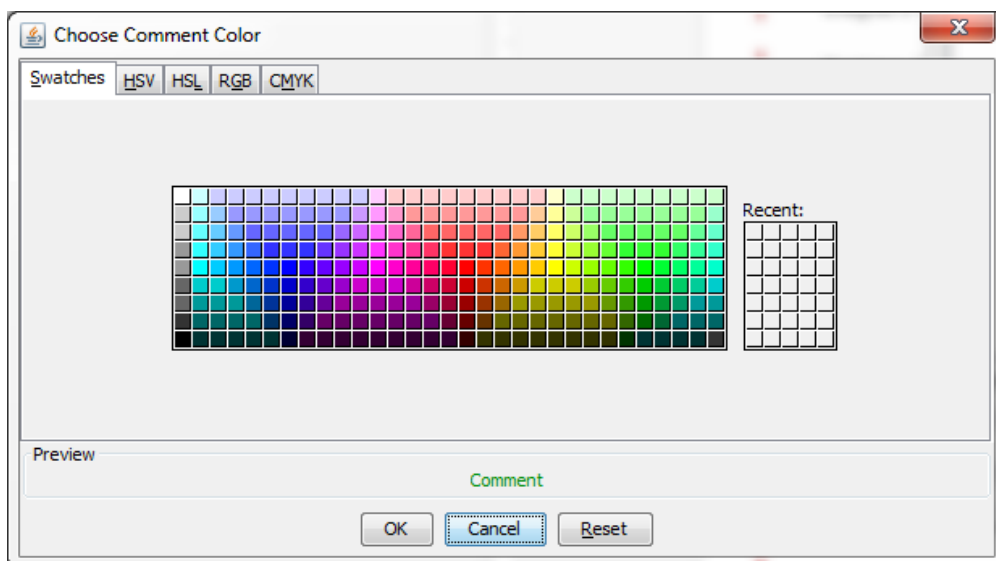 Choose Comment Color
Swatches HSV HSL RGB CMYK
Recent:
Preview
Comment
OK Cancel Reset